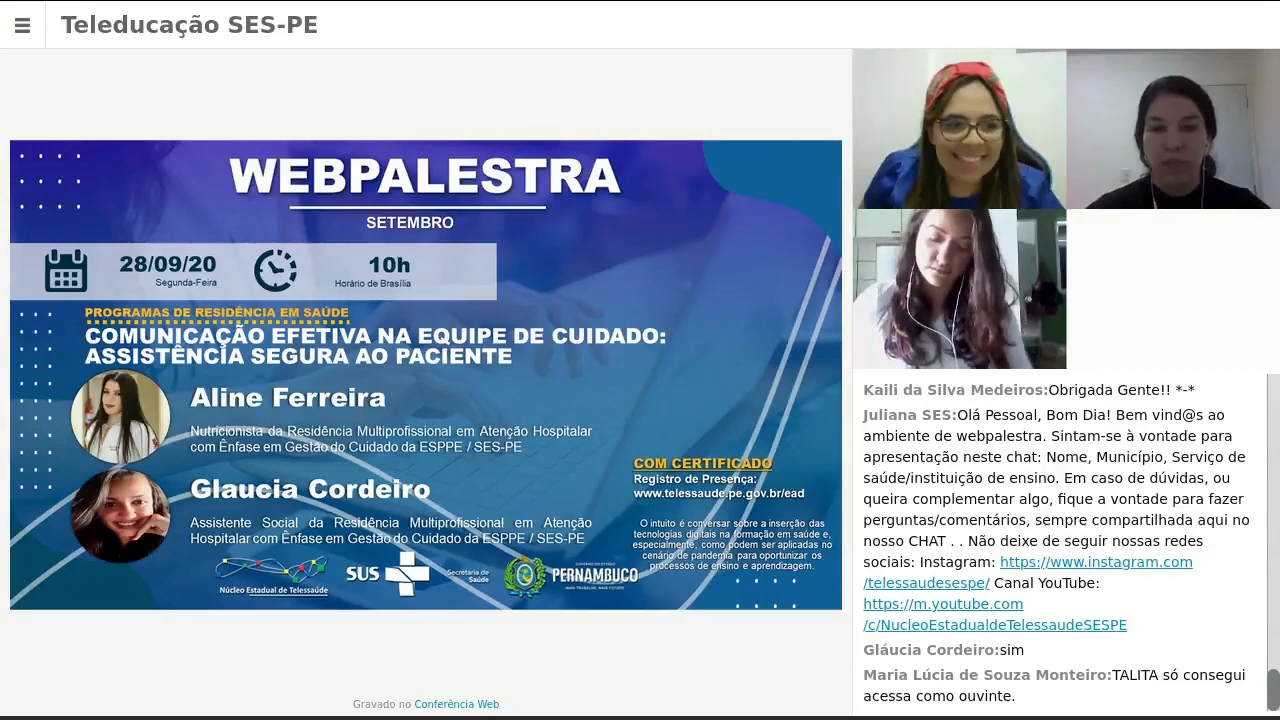 Teleducação SES-PE
WEBPALESTRA
SETEMBRO
28/09/20
Segunda-Feira
10h
Horário de Brasília
PROGRAMAS DE RESIDÊNCIA EM SAÚDE
COMUNICAÇÃO EFETIVA NA EQUIPE DE CUIDADO:
ASSISTÊNCIA SEGURA AO PACIENTE
Aline Ferreira
Nutricionista da Residência Multiprofissional em Atenção Hospitalar
com Ênfase em Gestão do Cuidado da ESPPE / SES-PE
Glaucia Cordeiro
Assistente Social da Residência Multiprofissional em Atenção
Hospitalar com Ênfase em Gestão do Cuidado da ESPPE / SES-PE
COM CERTIFICADO
Registro de Presença:
www.telessaude.pe.gov.br/ead
O intuito é conversar sobre a inserção das
tecnologias digitais na formação em saúde e,
especialmente, como podem ser aplicadas no
cenário de pandemia para oportunizar os
processos de ensino e aprendizagem.
Núcleo Estadual de Telessaúde
SUS
Secretaria de
Saúde
PERNAMBUCO
Gravado no Conferência Web
Kaili da Silva Medeiros:Obrigada Gente!! *-*
Juliana SES:Olá Pessoal, Bom Dia! Bem vind@s ao
ambiente de webpalestra. Sintam-se à vontade para
apresentação neste chat: Nome, Município, Serviço de
saúde/instituição de ensino. Em caso de dúvidas, ou
queira complementar algo, fique a vontade para fazer
perguntas/comentários, sempre compartilhada aqui no
nosso CHAT . . Não deixe de seguir nossas redes
sociais: Instagram: https://www.instagram.com
/telessaudesespe/ Canal YouTube:
https://m.youtube.com
/c/NucleoEstadualdeTelessaudeSESPE
Gláucia Cordeiro:sim
Maria Lúcia de Souza Monteiro:TALITA só consegui
acessa como ouvinte.